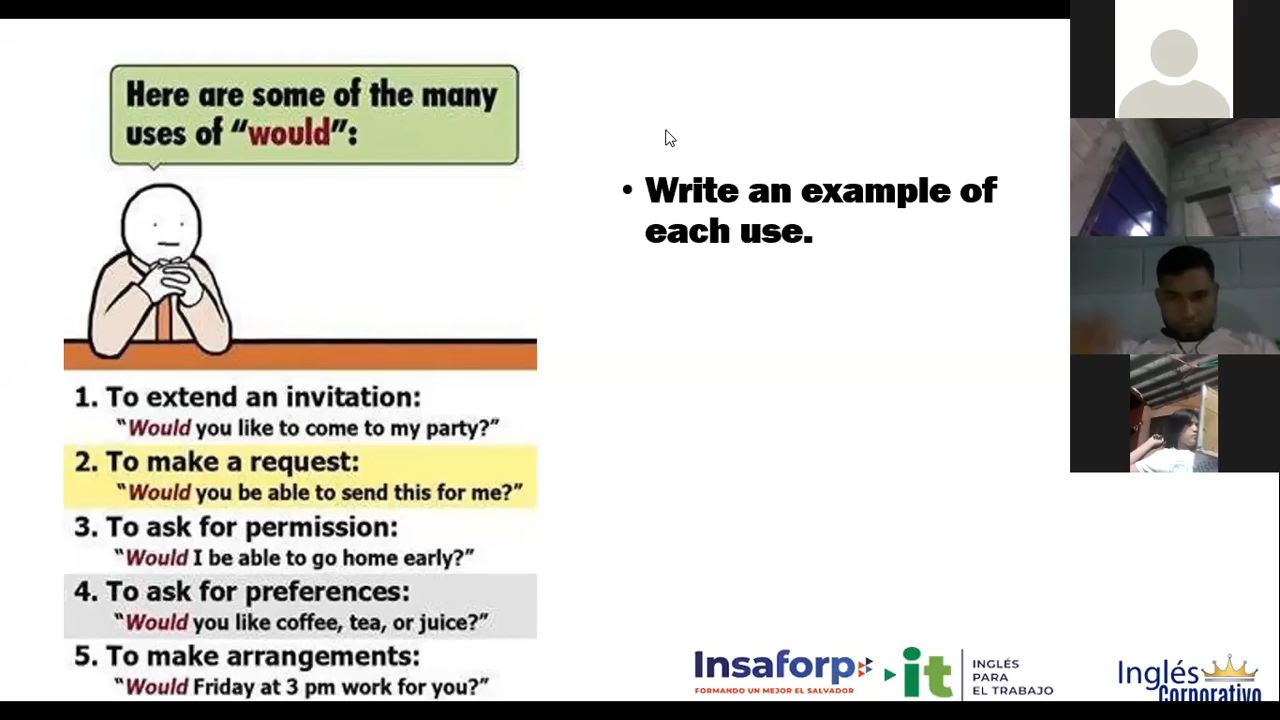 Here are some of the many
uses of “would”:
1. To extend an invitation:
“Would you like to come to my party?”
2. To make a request:
“Would you be able to send this for me?”
3. To ask for permission:
“Would I be able to go home early?”
4. To ask for preferences:
“Would you like coffee, tea, or juice?”
5. To make arrangements:
“Would Friday at 3 pm work for you?”
• Write an example of
each use.
Insaforp
FORMANDO UN MEJOR EL SALVADOR
it
INGLÉS
PARA
EL TRABAJO
Inglés
Corporativo